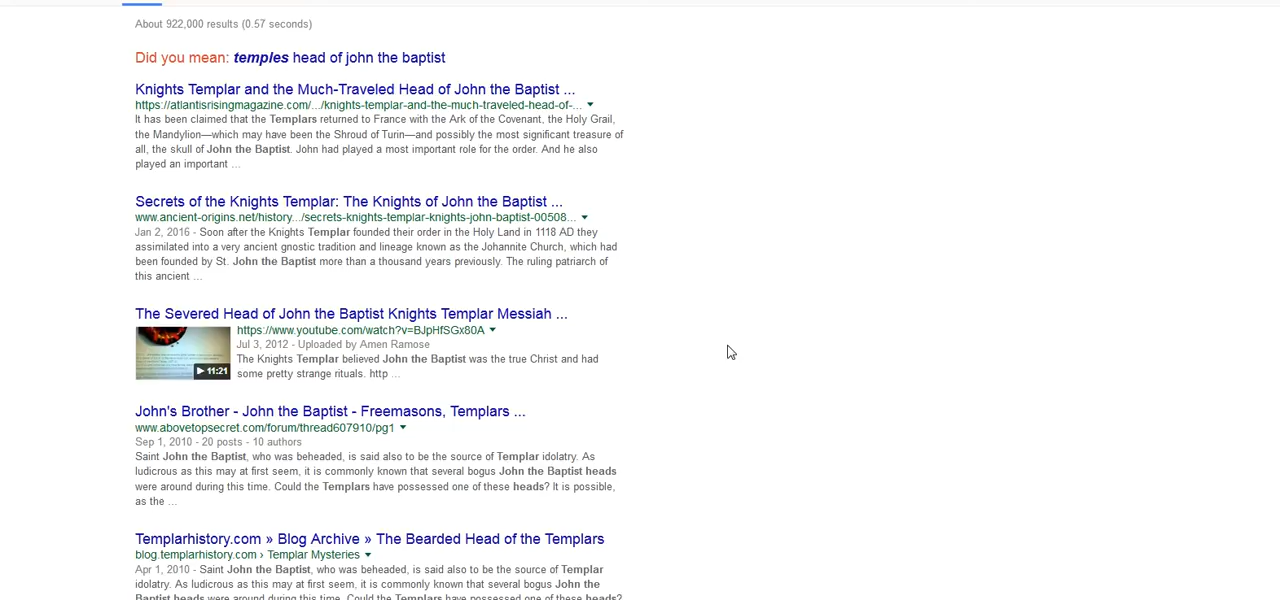 About 922,000 results (0.57 seconds)
Did you mean: temples head of john the baptist
Knights Templar and the Much-Traveled Head of John the Baptist ...
https://atlantisrisingmagazine.com/.../knights-templar-and-the-much-traveled-head-of-...
It has been claimed that the Templars returned to France with the Ark of the Covenant, the Holy Grail,
the Mandylion—which may have been the Shroud of Turin—and possibly the most significant treasure of
all, the skull of John the Baptist. John had played a most important role for the order. And he also
played an important ...
Secrets of the Knights Templar: The Knights of John the Baptist ...
www.ancient-origins.net/history.../secrets-knights-templar-knights-john-baptist-00508...
Jan 2, 2016 - Soon after the Knights Templar founded their order in the Holy Land in 1118 AD they
assimilated into a very ancient gnostic tradition and lineage known as the Johannite Church, which had
been founded by St. John the Baptist more than a thousand years previously. The ruling patriarch of
this ancient ...
The Severed Head of John the Baptist Knights Templar Messiah ...
https://www.youtube.com/watch?v=BJpHfSGx80A
Jul 3, 2012 - Uploaded by Amen Ramose
The Knights Templar believed John the Baptist was the true Christ and had
some pretty strange rituals. http ...
11:21
John's Brother - John the Baptist - Freemasons, Templars ...
www.abovetopsecret.com/forum/thread607910/pg1
Sep 1, 2010 - 20 posts - 10 authors
Saint John the Baptist, who was beheaded, is said also to be the source of Templar idolatry. As
ludicrous as this may at first seem, it is commonly known that several bogus John the Baptist heads
were around during this time. Could the Templars have possessed one of these heads? It is possible,
as the ...
Templarhistory.com » Blog Archive » The Bearded Head of the Templars
blog.templarhistory.com › Templar Mysteries
Apr 1, 2010 - Saint John the Baptist, who was beheaded, is said also to be the source of Templar
idolatry. As ludicrous as this may at first seem, it is commonly known that several bogus John the
Baptist heads were around during this time. Could the Templars have possessed one of these heads?